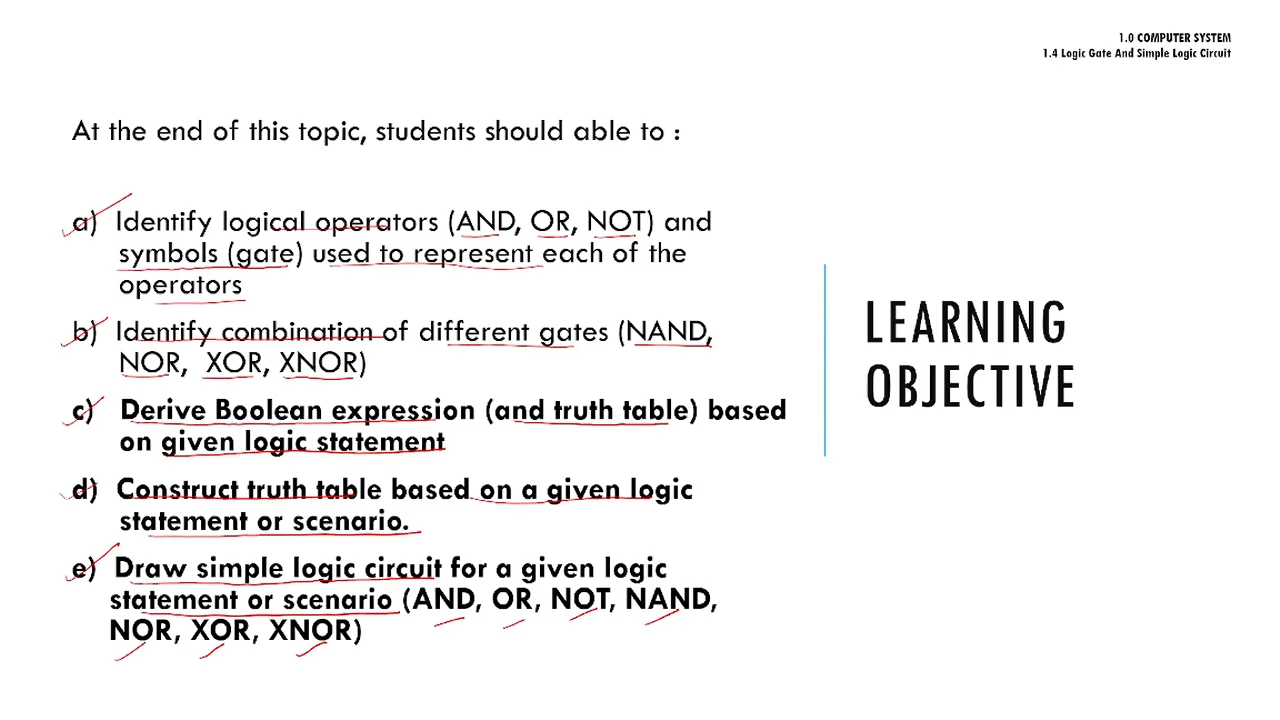 1.0 COMPUTER SYSTEM
1.4 Logic Gate And Simple Logic Circuit
At the end of this topic, students should able to :
a) Identify logical operators (AND, OR, NOT) and
symbols (gate) used to represent each of the
operators
b) Identify combination of different gates (NAND,
NOR, XOR, XNOR)
c) Derive Boolean expression (and truth table) based
on given logic statement
d) Construct truth table based on a given logic
statement or scenario.
e) Draw simple logic circuit for a given logic
statement or scenario (AND, OR, NOT, NAND,
NOR, XOR, XNOR)
LEARNING
OBJECTIVE